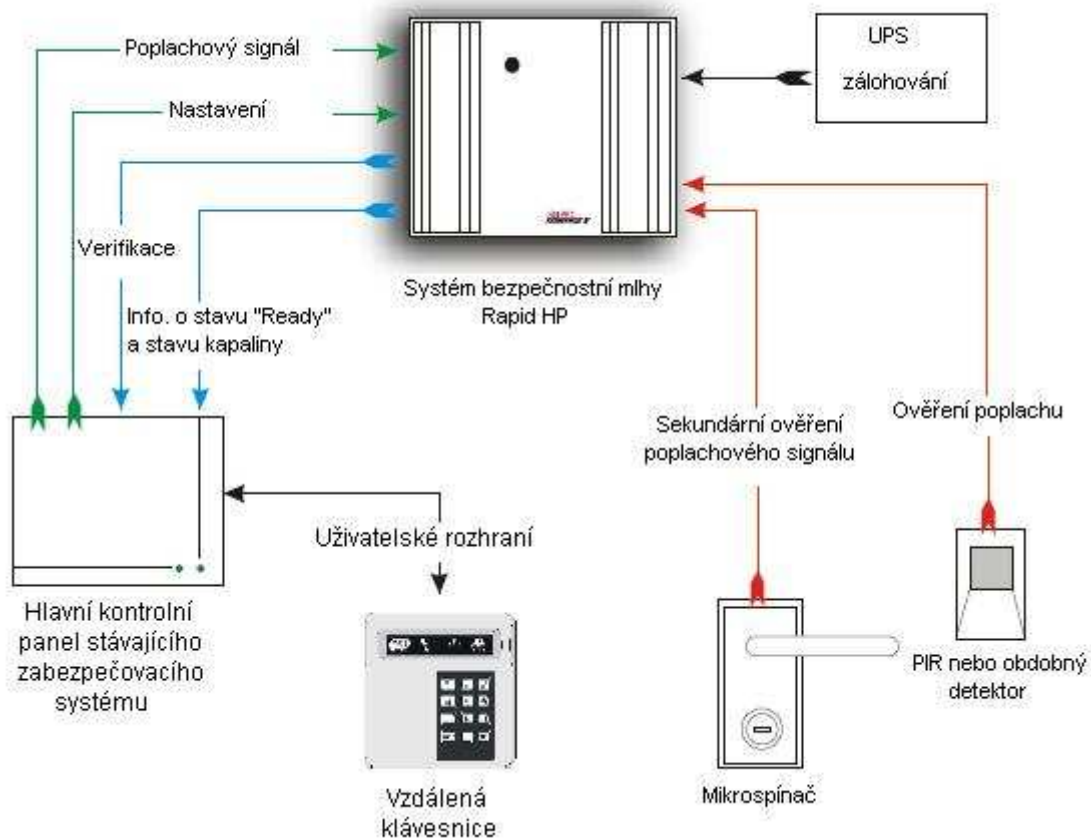 Poplachový signál
Nastavení
UPS
zálohování
Verifikace
Info. o stavu "Ready"
a stavu kapaliny
Systém bezpečnostní mlhy
Rapid HP
Sekundární ověření
poplachového signálu
Ověření poplachu
Uživatelské rozhraní
Hlavní kontrolní
panel stávajícího
zabezpečovacího
systému
PIR nebo obdobný
detektor
Mikrospínač
Vzdálená
klávesnice